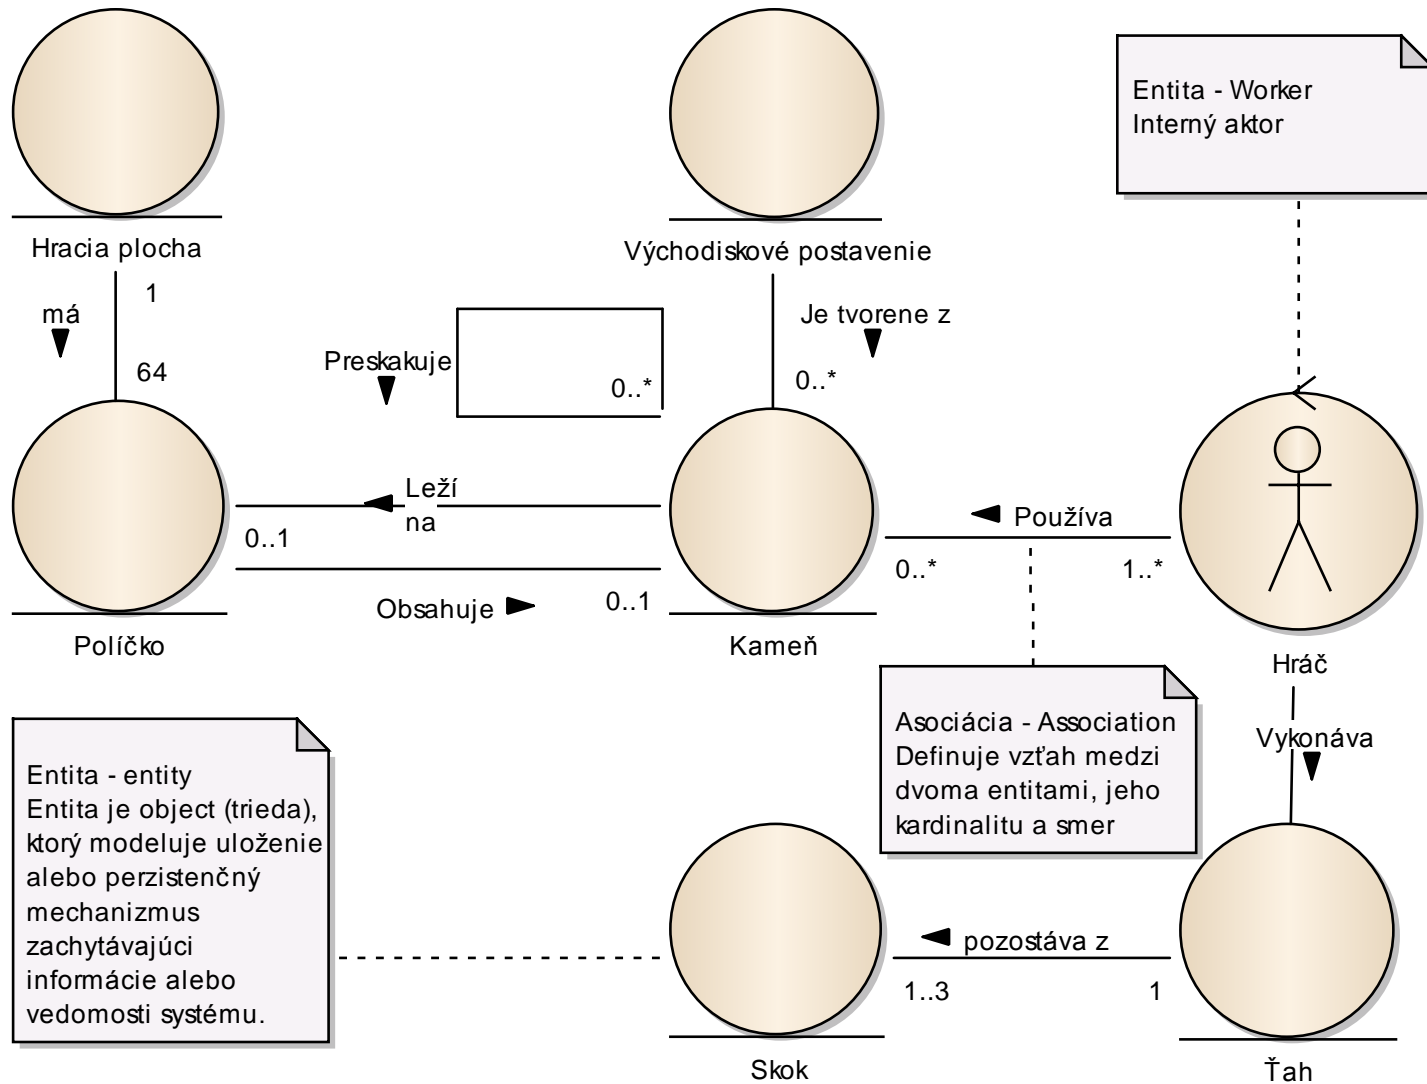 Entita - Worker
Interný aktor
Hracia plocha
Východiskové postavenie
1
má
Je tvorene z
Preskakuje
64
0..*
0..*
Leží
na
Používa
0..1
0..*
1..*
Obsahuje
0..1
Políčko
Kameň
Hráč
Asociácia - Association
Definuje vzťah medzi
dvoma entitami, jeho
kardinalitu a smer
Vykonáva
Entita - entity
Entita je object (trieda),
ktorý modeluje uloženie
alebo perzistenčný
mechanizmus
zachytávajúci
informácie alebo
vedomosti systému.
pozostáva z
1..3
1
Skok
Ťah